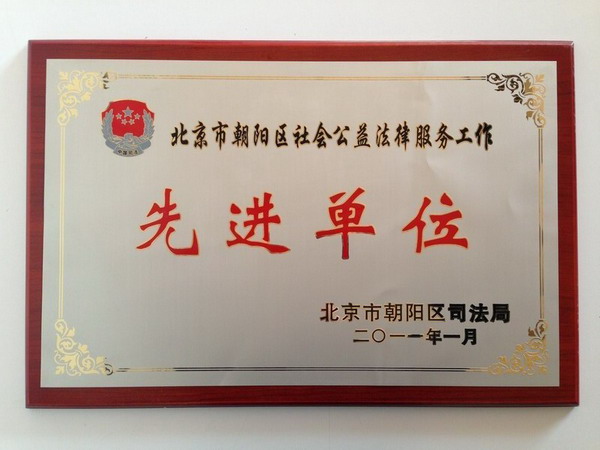 北京市朝阳区社会公益法律服务工作
先进单位
北京市朝阳区司法局
二〇一一年一月